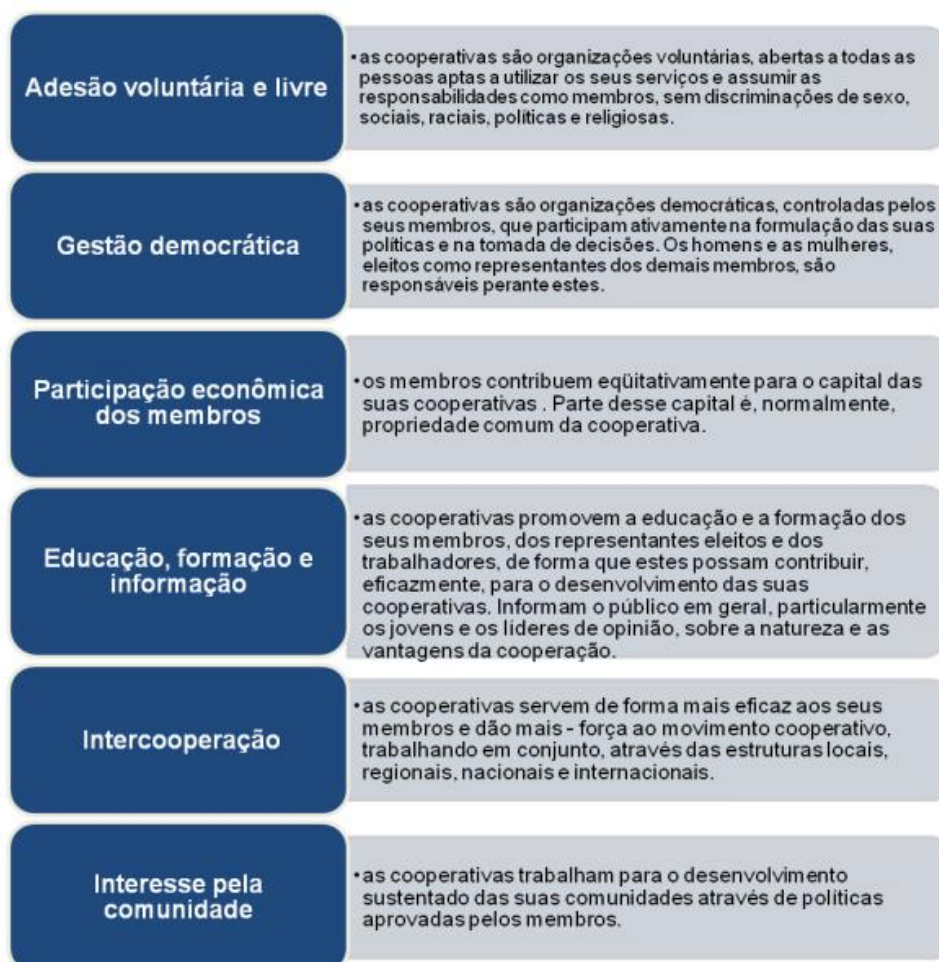 Adesão voluntária e livre
•as cooperativas são organizações voluntárias, abertas a todas as
pessoas aptas a utilizar os seus serviços e assumir as
responsabilidades como membros, sem discriminações de sexo,
sociais, raciais, políticas e religiosas.
Gestão democrática
•as cooperativas são organizações democráticas, controladas pelos
seus membros, que participam ativamente na formulação das suas
políticas e na tomada de decisões. Os homens e as mulheres,
eleitos como representantes dos demais membros, são
responsáveis perante estes.
Participação econômica
dos membros
•os membros contribuem eqüitativamente para o capital das
suas cooperativas . Parte desse capital é, normalmente,
propriedade comum da cooperativa.
Educação, formação e
informação
•as cooperativas promovem a educação e a formação dos
seus membros, dos representantes eleitos e dos
trabalhadores, de forma que estes possam contribuir,
eficazmente, para o desenvolvimento das suas
cooperativas. Informam o público em geral, particularmente
os jovens e os líderes de opinião, sobre a natureza e as
vantagens da cooperação.
Intercooperação
•as cooperativas servem de forma mais eficaz aos seus
membros e dão mais - força ao movimento cooperativo,
trabalhando em conjunto, através das estruturas locais,
regionais, nacionais e internacionais.
Interesse pela
comunidade
•as cooperativas trabalham para o desenvolvimento
sustentado das suas comunidades através de políticas
aprovadas pelos membros.